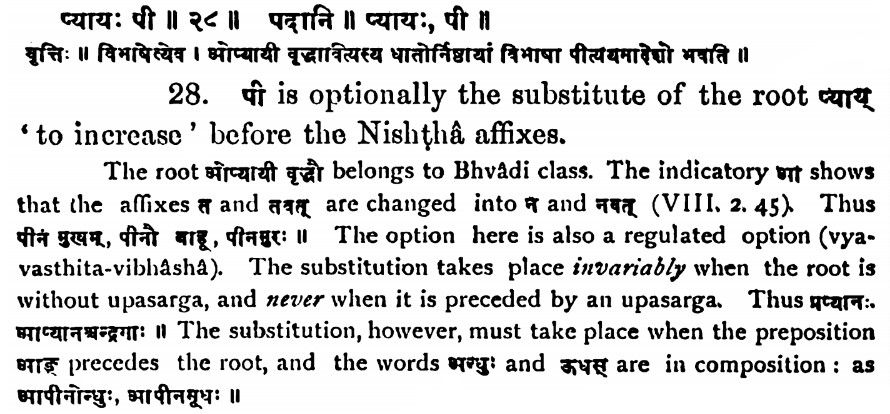 प्यायः पी ॥ २८ ॥ पदानि ॥ प्यायः, पी ॥
वृत्तिः ॥ विभाषेत्येव । ओप्यायी वृद्धावित्यस्य धातोर्निष्ठायां विभाषा पीत्ययमादेशो भवति ॥
28. पी is optionally the substitute of the root प्याय्
‘to increase’ before the Nishṭhâ affixes.
The root ओप्यायी वृद्धौ belongs to Bhvâdi class. The indicatory ओ shows
that the affixes त and तवत् are changed into न and नवत् (VIII. 2. 45). Thus
पीनं मुखम्, पीनौ बाहू, पीनमुरः ॥ The option here is also a regulated option (vya-
vasthita-vibhâshâ). The substitution takes place invariably when the root is
without upasarga, and never when it is preceded by an upasarga. Thus प्रप्यानः.
आप्यानश्चन्द्रमाः ॥ The substitution, however, must take place when the preposition
आङ् precedes the root, and the words अन्धुः and ऊधस् are in composition : as
आपीनोन्धुः, आपीनमूधः ॥